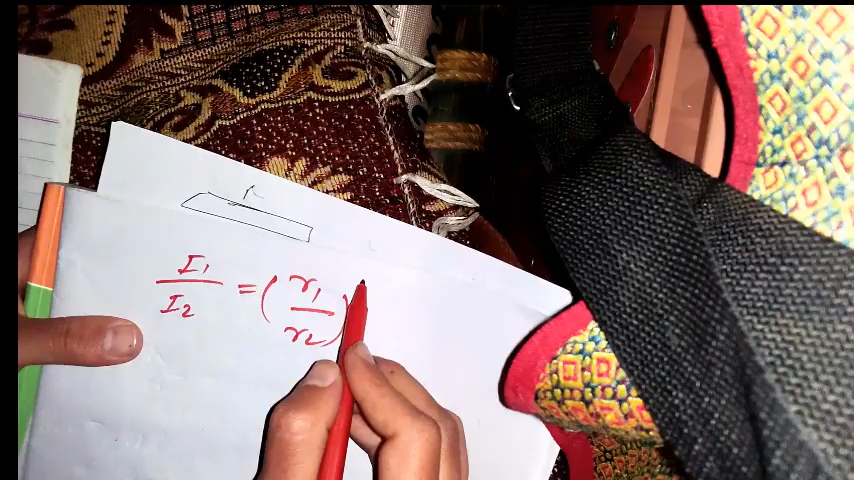 I₁/I₂ = (r₁/r₂)